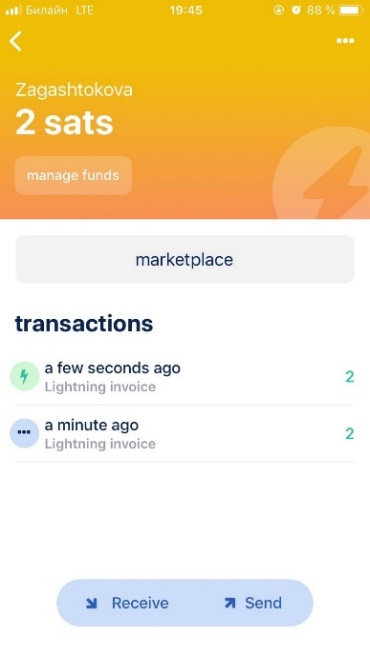 Билайн LTE 19:45 88 %
Zagashtokova
2 sats
manage funds
marketplace
transactions
a few seconds ago
Lightning invoice
2
a minute ago
Lightning invoice
2
Receive Send